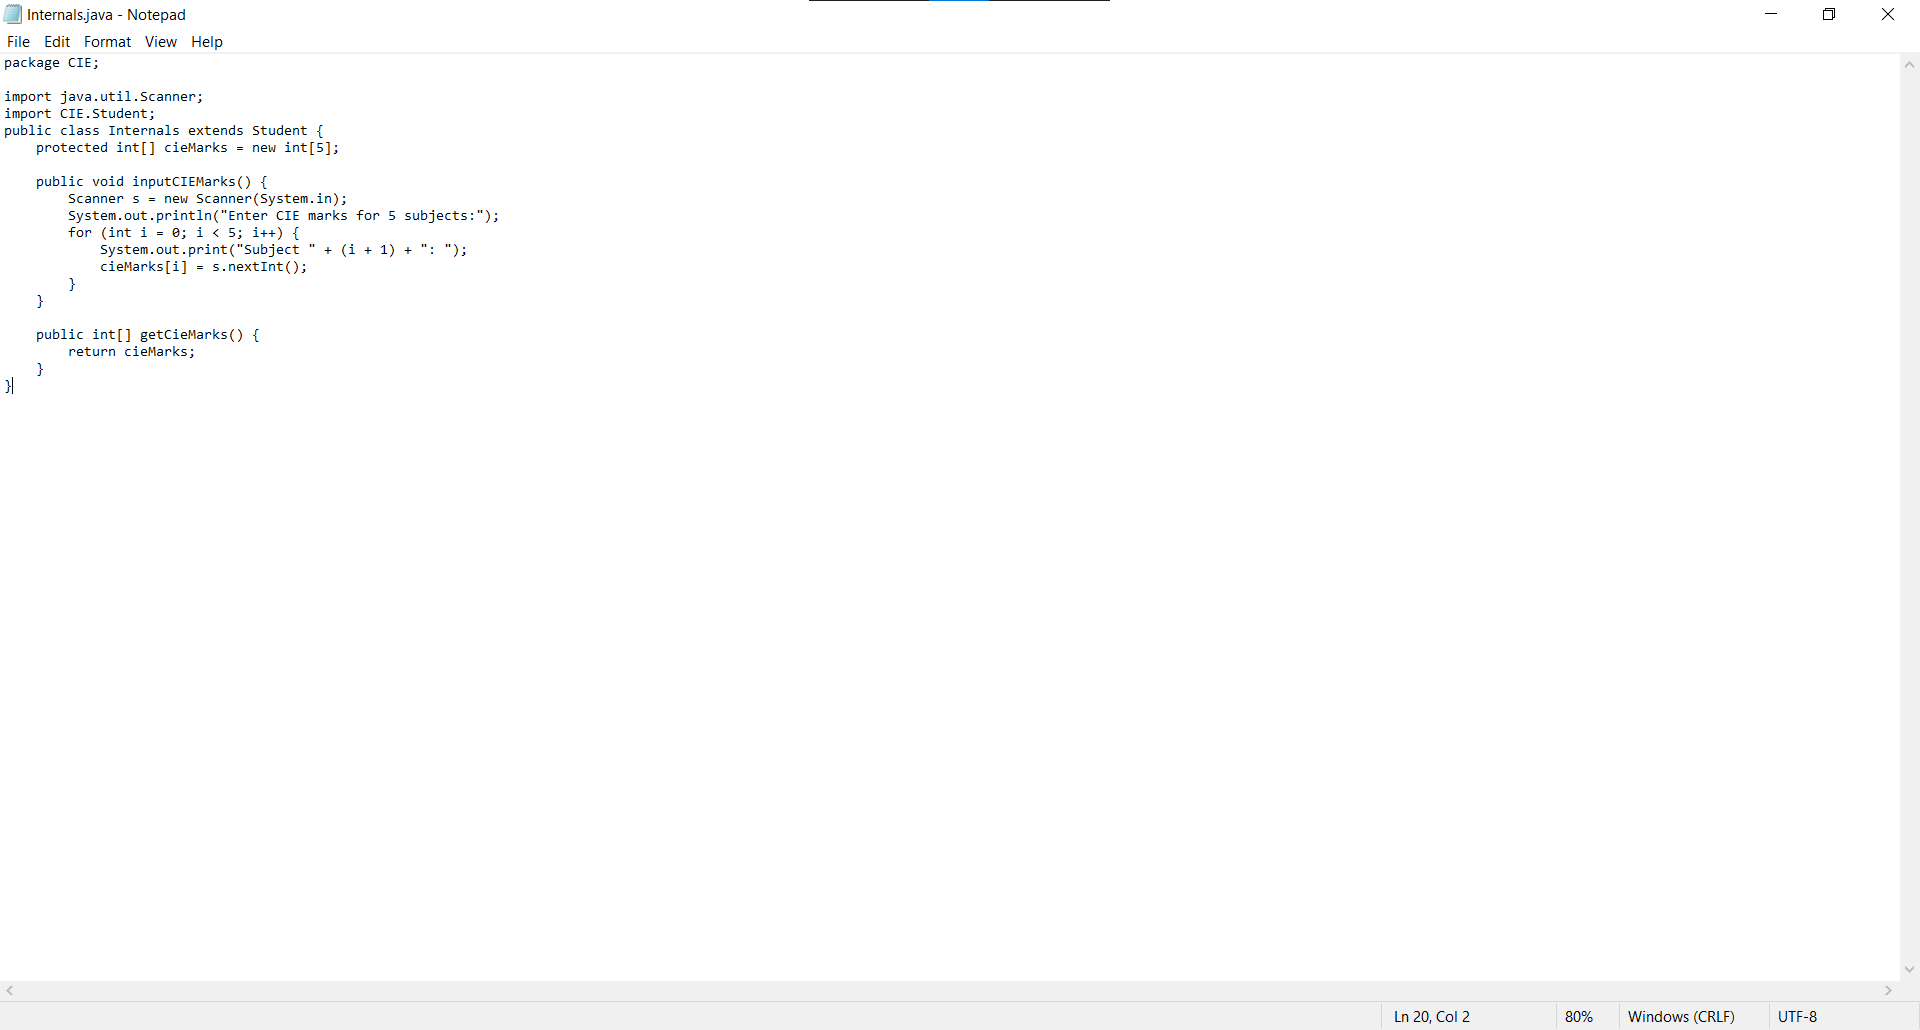 Internals.java - Notepad
File Edit Format View Help
package CIE;

import java.util.Scanner;
import CIE.Student;
public class Internals extends Student {
    protected int[] cieMarks = new int[5];

    public void inputCIEMarks() {
        Scanner s = new Scanner(System.in);
        System.out.println("Enter CIE marks for 5 subjects:");
        for (int i = 0; i < 5; i++) {
            System.out.print("Subject " + (i + 1) + ": ");
            cieMarks[i] = s.nextInt();
        }
    }

    public int[] getCieMarks() {
        return cieMarks;
    }
}
Ln 20, Col 2 80% Windows (CRLF) UTF-8